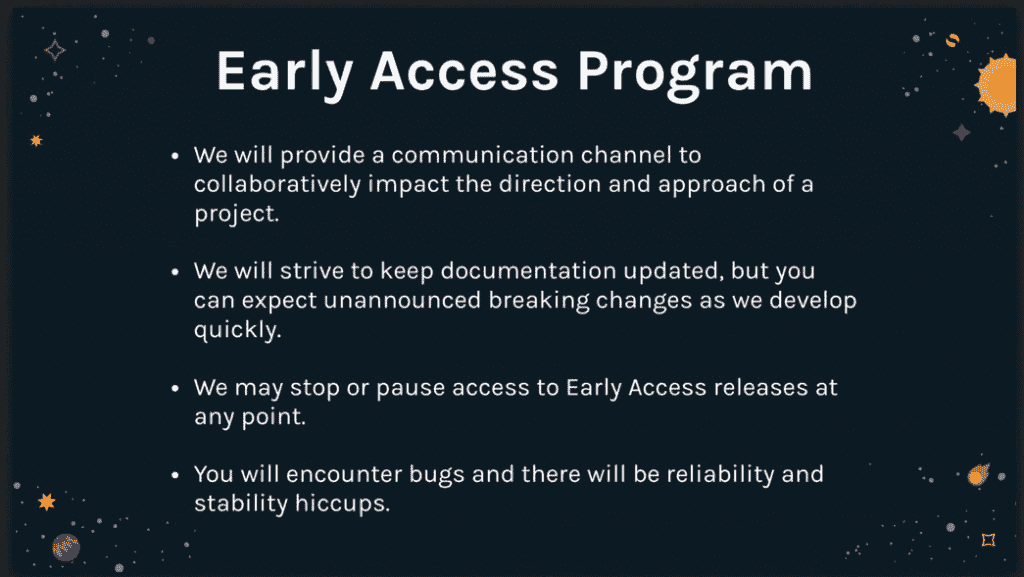 Early Access Program
• We will provide a communication channel to
collaboratively impact the direction and approach of a
project.
• We will strive to keep documentation updated, but you
can expect unannounced breaking changes as we develop
quickly.
• We may stop or pause access to Early Access releases at
any point.
• You will encounter bugs and there will be reliability and
stability hiccups.